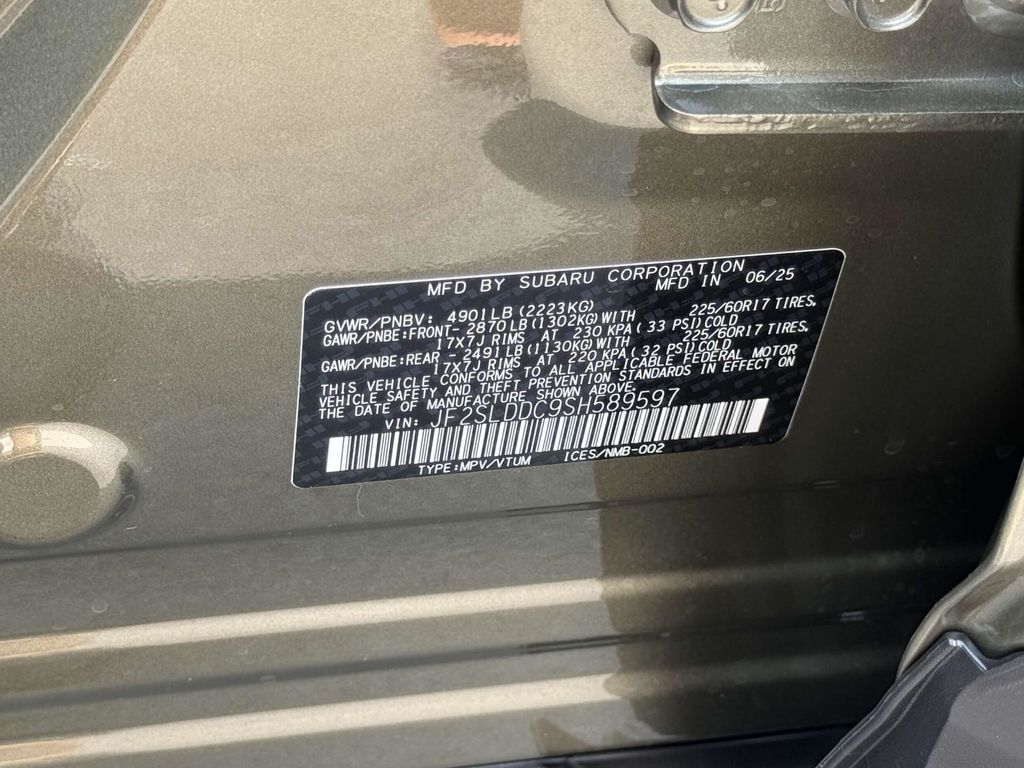 MFD BY SUBARU CORPORATION
MFD IN 06/25
GVWR/PNBV: 4901LB(2223KG)
GAWR/PNBE:FRONT- 2870LB(1302KG)WITH 225/60R17 TIRES,
17X7J RIMS AT 230 KPA(33 PSI)COLD
GAWR/PNBE:REAR - 2491LB(1130KG)WITH 225/60R17 TIRES,
17X7J RIMS AT 220 KPA(32 PSI)COLD
THIS VEHICLE CONFORMS TO ALL APPLICABLE FEDERAL MOTOR
VEHICLE SAFETY AND THEFT PREVENTION STANDARDS IN EFFECT ON
THE DATE OF MANUFACTURE SHOWN ABOVE.
VIN: JF2SLDDC9SH589597
TYPE:MPV/VTUM ICES/NMB-002